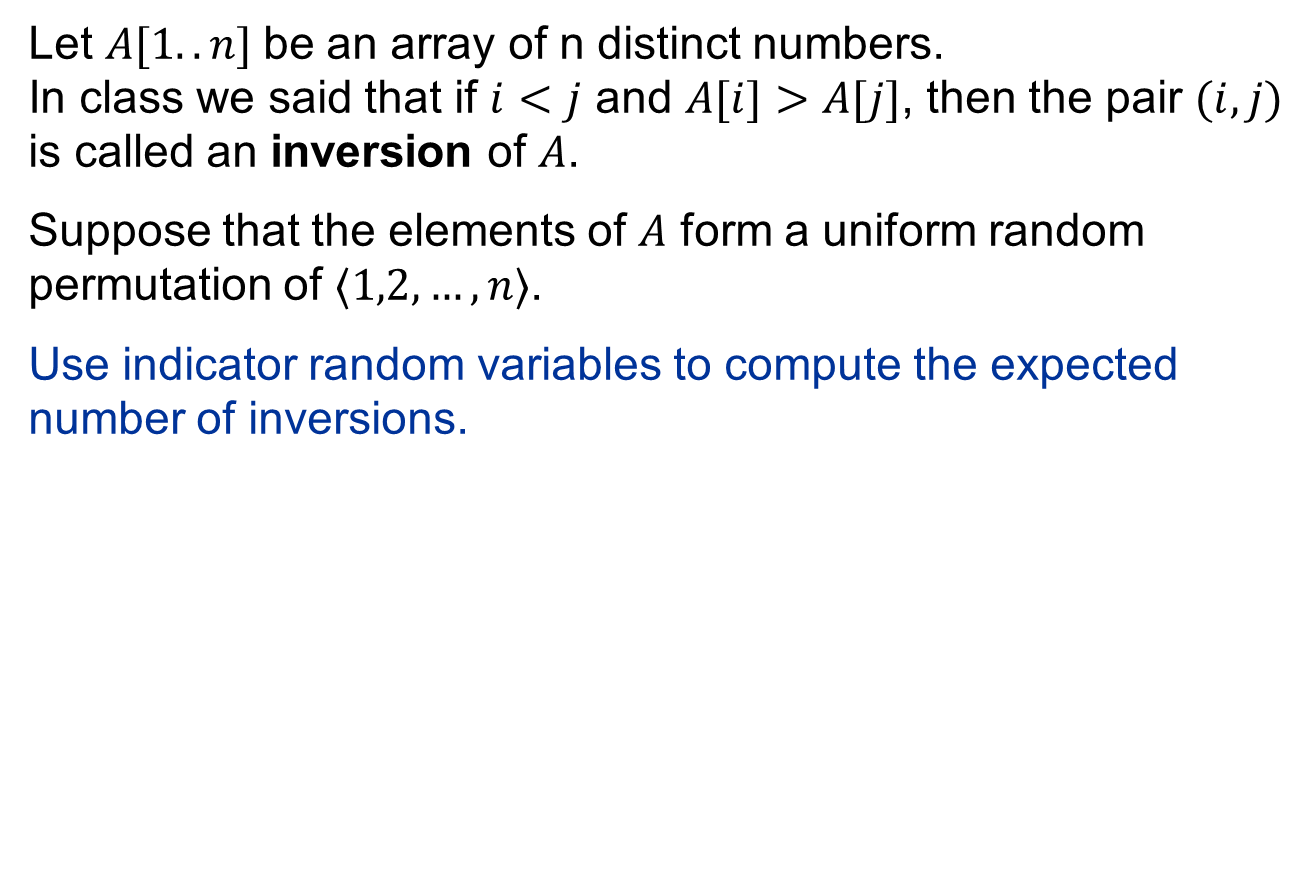 Let A[1..n] be an array of n distinct numbers.
In class we said that if i < j and A[i] > A[j], then the pair (i, j)
is called an inversion of A.
Suppose that the elements of A form a uniform random
permutation of ⟨1,2, … , n⟩.
Use indicator random variables to compute the expected
number of inversions.